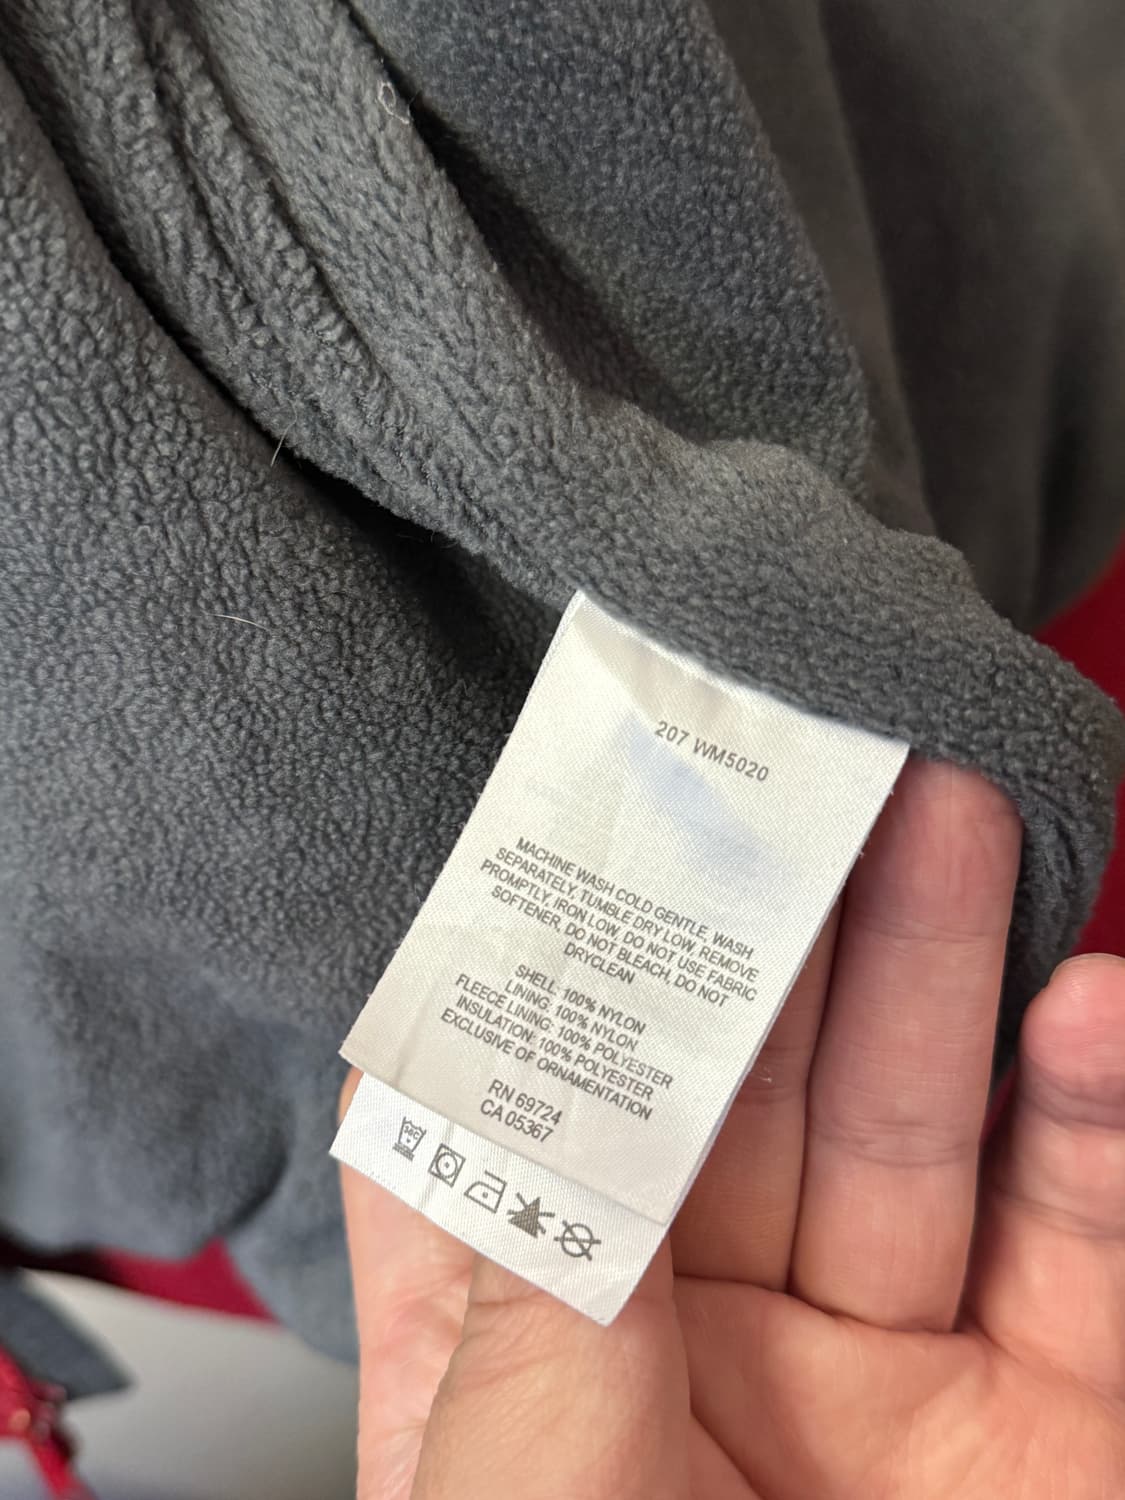 207 WM5020
MACHINE WASH COLD GENTLE, WASH
SEPARATELY, TUMBLE DRY LOW, REMOVE
PROMPTLY, IRON LOW, DO NOT USE FABRIC
SOFTENER, DO NOT BLEACH, DO NOT
DRYCLEAN
SHELL: 100% NYLON
LINING: 100% NYLON
FLEECE LINING: 100% POLYESTER
INSULATION: 100% POLYESTER
EXCLUSIVE OF ORNAMENTATION
RN 69724
CA 05367